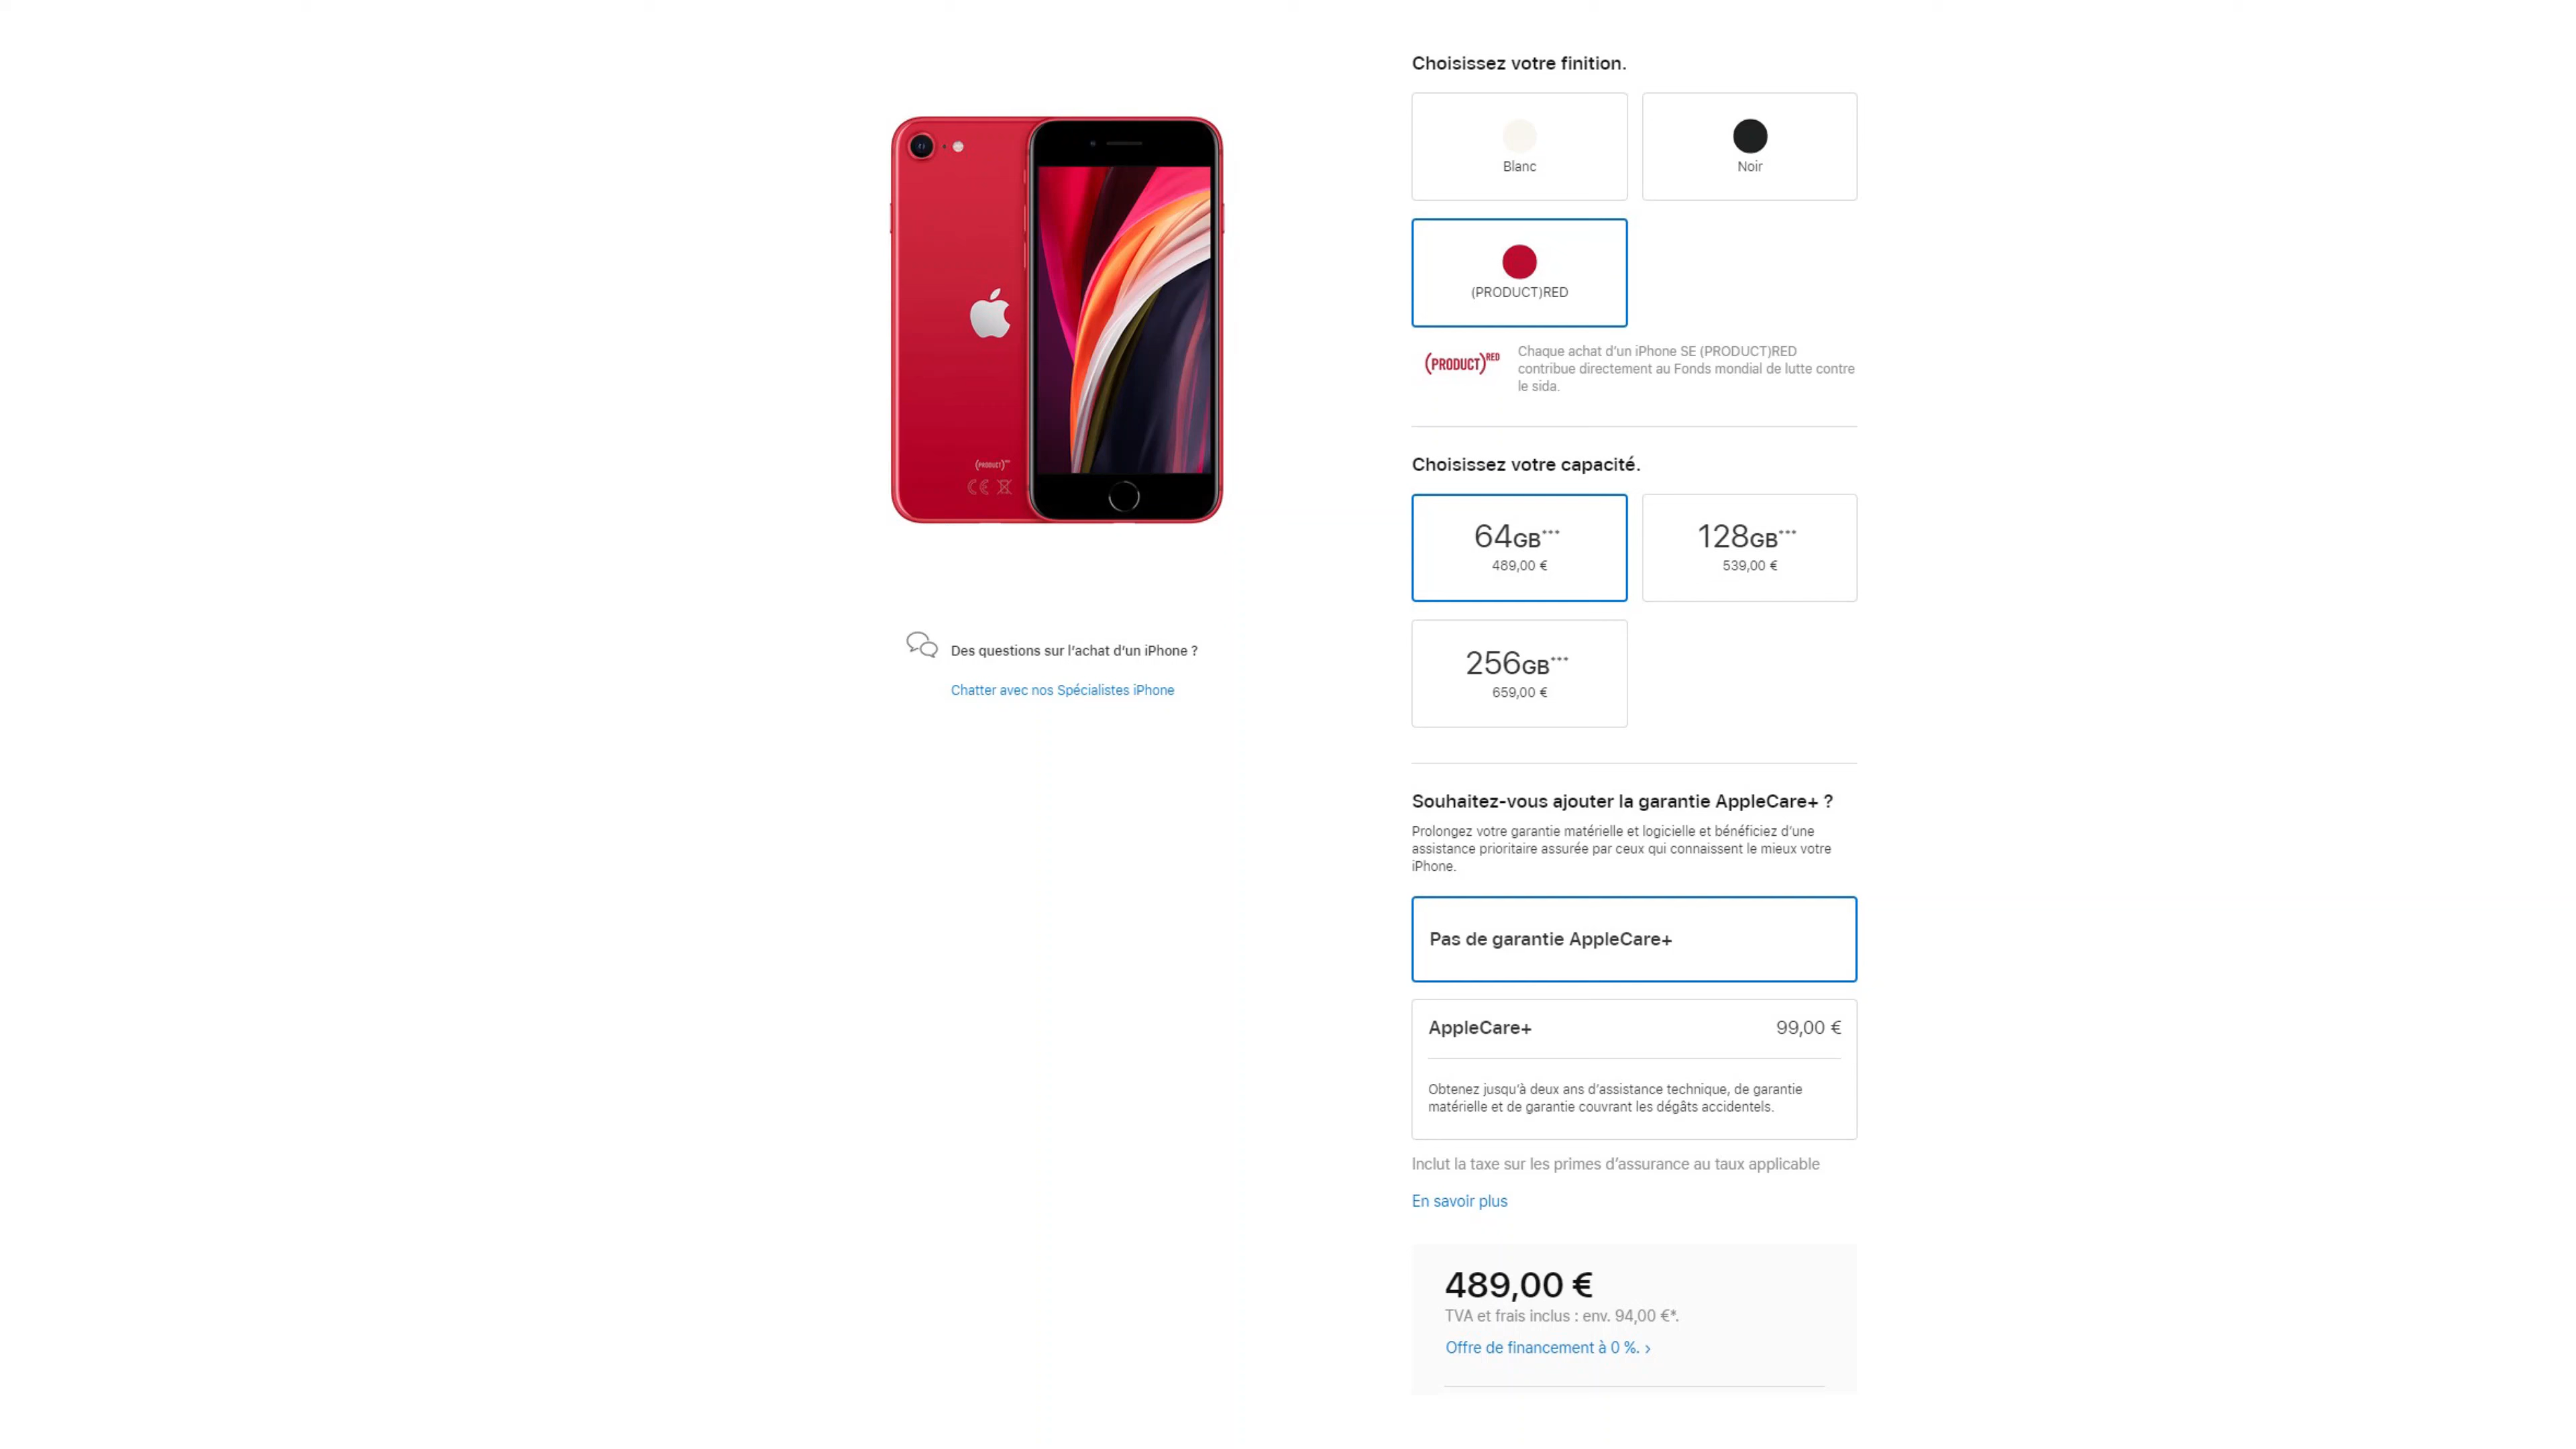 Choisissez votre finition.
Blanc
Noir
(PRODUCT)RED
(PRODUCT)RED
Chaque achat d'un iPhone SE (PRODUCT)RED
contribue directement au Fonds mondial de lutte contre
le sida.
(PRODUCT)
CE
Des questions sur l'achat d'un iPhone ?
Chatter avec nos Spécialistes iPhone
Choisissez votre capacité.
64GB***
489,00 €
128GB***
539,00 €
256GB***
659,00 €
Souhaitez-vous ajouter la garantie AppleCare+ ?
Prolongez votre garantie matérielle et logicielle et bénéficiez d'une
assistance prioritaire assurée par ceux qui connaissent le mieux votre
iPhone.
Pas de garantie AppleCare+
AppleCare+ 99,00 €
Obtenez jusqu'à deux ans d'assistance technique, de garantie
matérielle et de garantie couvrant les dégâts accidentels.
Inclut la taxe sur les primes d'assurance au taux applicable
En savoir plus
489,00 €
TVA et frais inclus : env. 94,00 €*.
Offre de financement à 0 %. ›